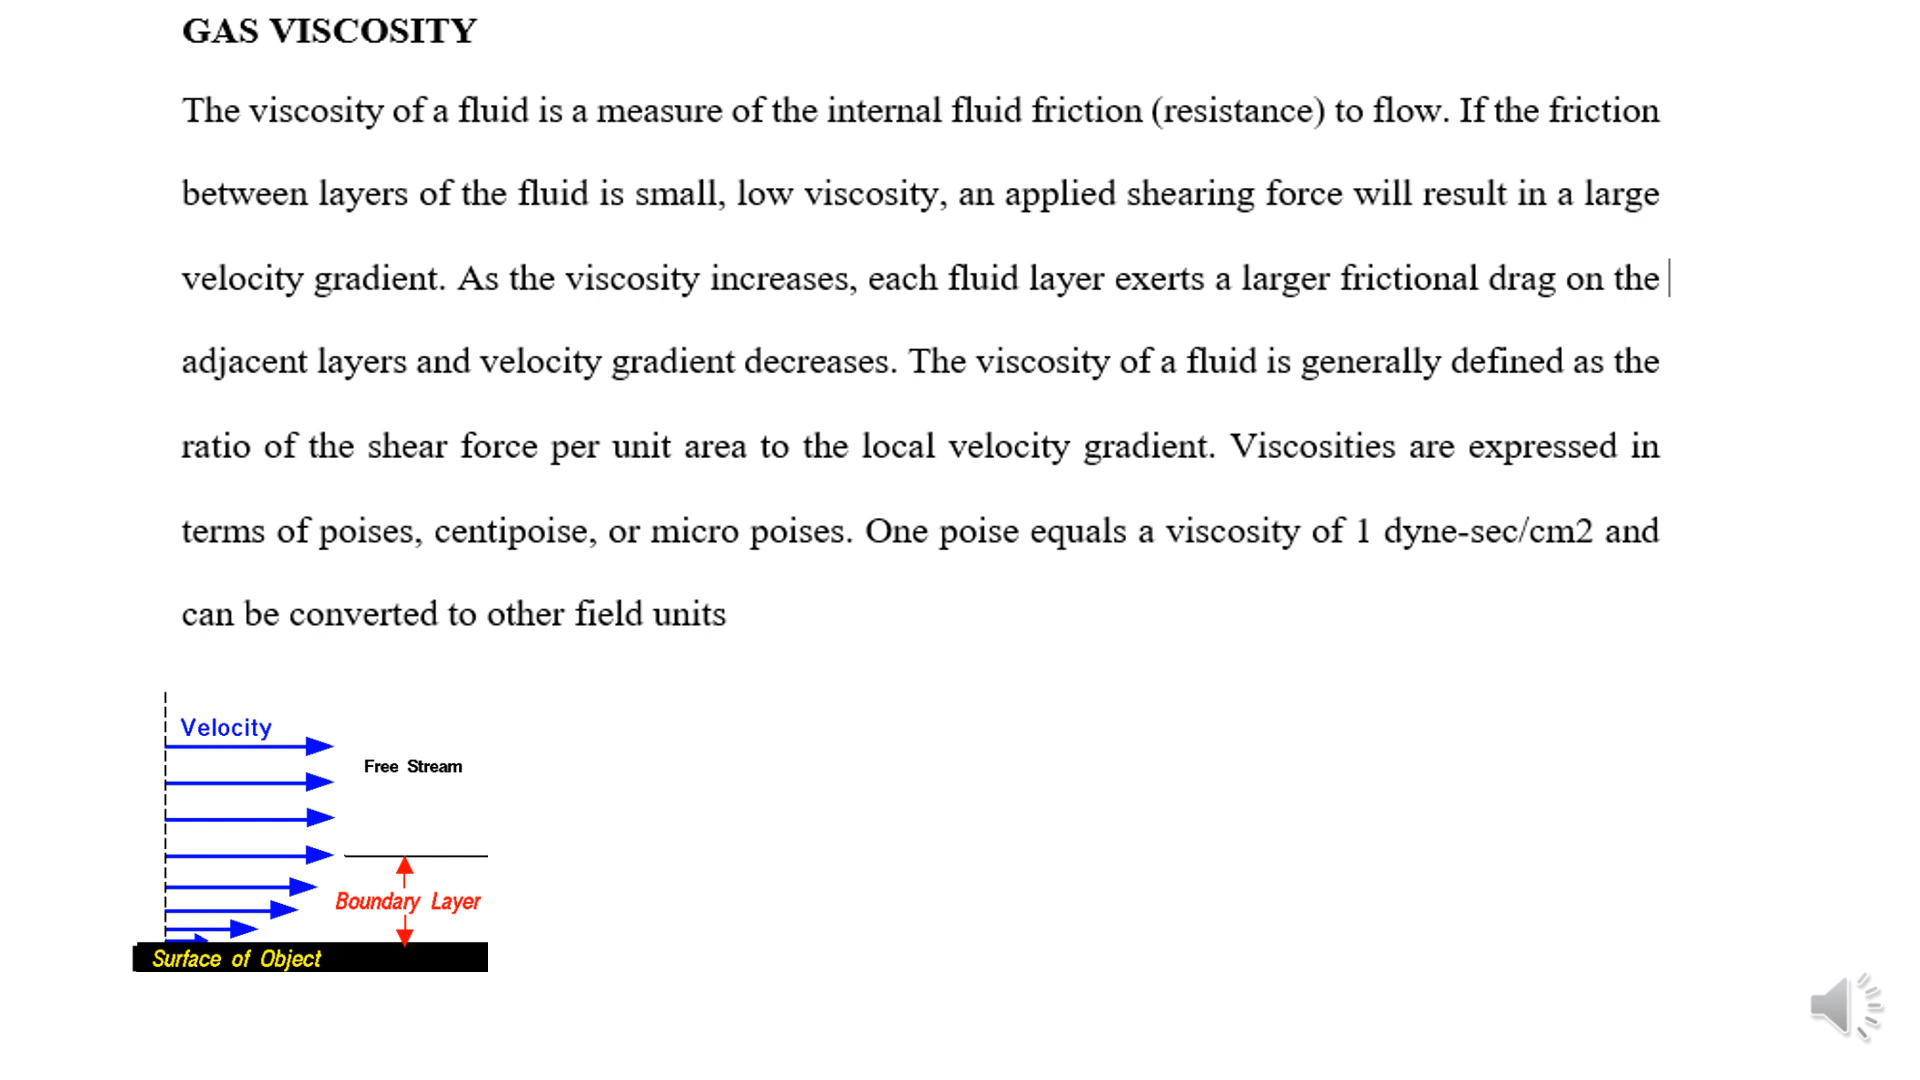 GAS VISCOSITY
The viscosity of a fluid is a measure of the internal fluid friction (resistance) to flow. If the friction
between layers of the fluid is small, low viscosity, an applied shearing force will result in a large
velocity gradient. As the viscosity increases, each fluid layer exerts a larger frictional drag on the
adjacent layers and velocity gradient decreases. The viscosity of a fluid is generally defined as the
ratio of the shear force per unit area to the local velocity gradient. Viscosities are expressed in
terms of poises, centipoise, or micro poises. One poise equals a viscosity of 1 dyne-sec/cm2 and
can be converted to other field units
Velocity
Free Stream
Boundary Layer
Surface of Object